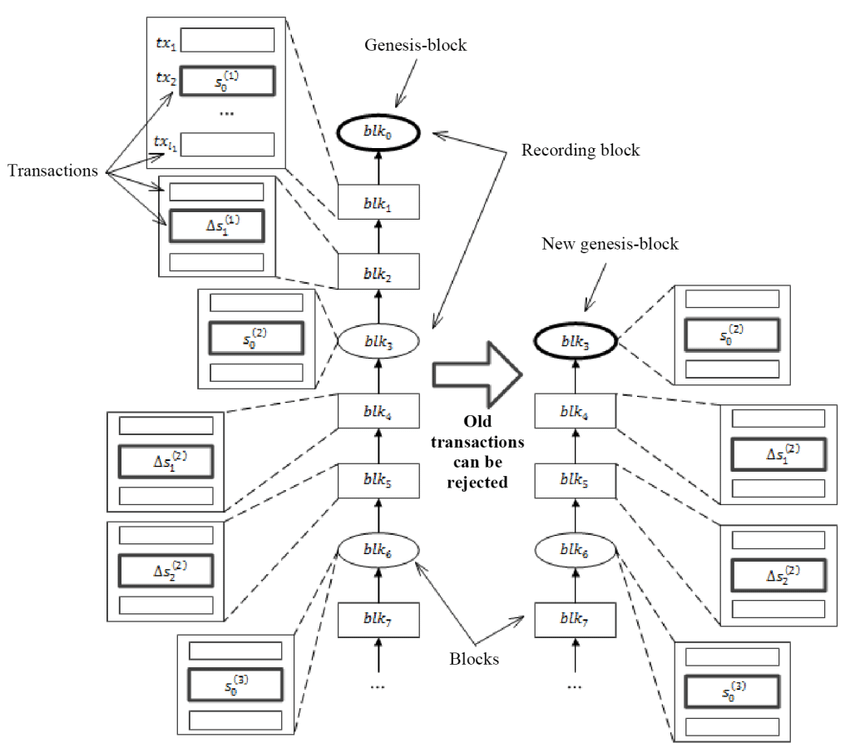 Genesis-block
tx₁
tx₂ s₀⁽¹⁾
...
txₗ₁
blk₀
Recording block
Transactions
blk₁
Δs₁⁽¹⁾
New genesis-block
blk₂
s₀⁽²⁾
blk₃
blk₃
s₀⁽²⁾
Old
transactions
can be
rejected
blk₄
blk₄
Δs₁⁽²⁾
Δs₁⁽²⁾
blk₅
blk₅
Δs₂⁽²⁾
Δs₂⁽²⁾
blk₆
blk₆
blk₇
blk₇
Blocks
s₀⁽³⁾
s₀⁽³⁾
...
...